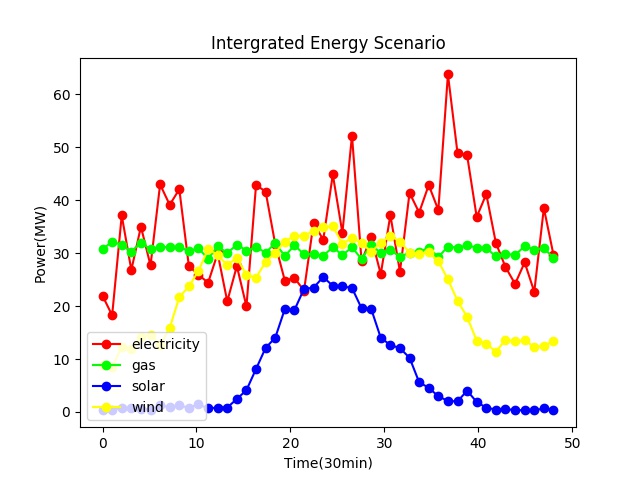 Intergrated Energy Scenario
Power(MW)
60
50
40
30
20
10
0
electricity
gas
solar
wind
0 10 20 30 40 50
Time(30min)